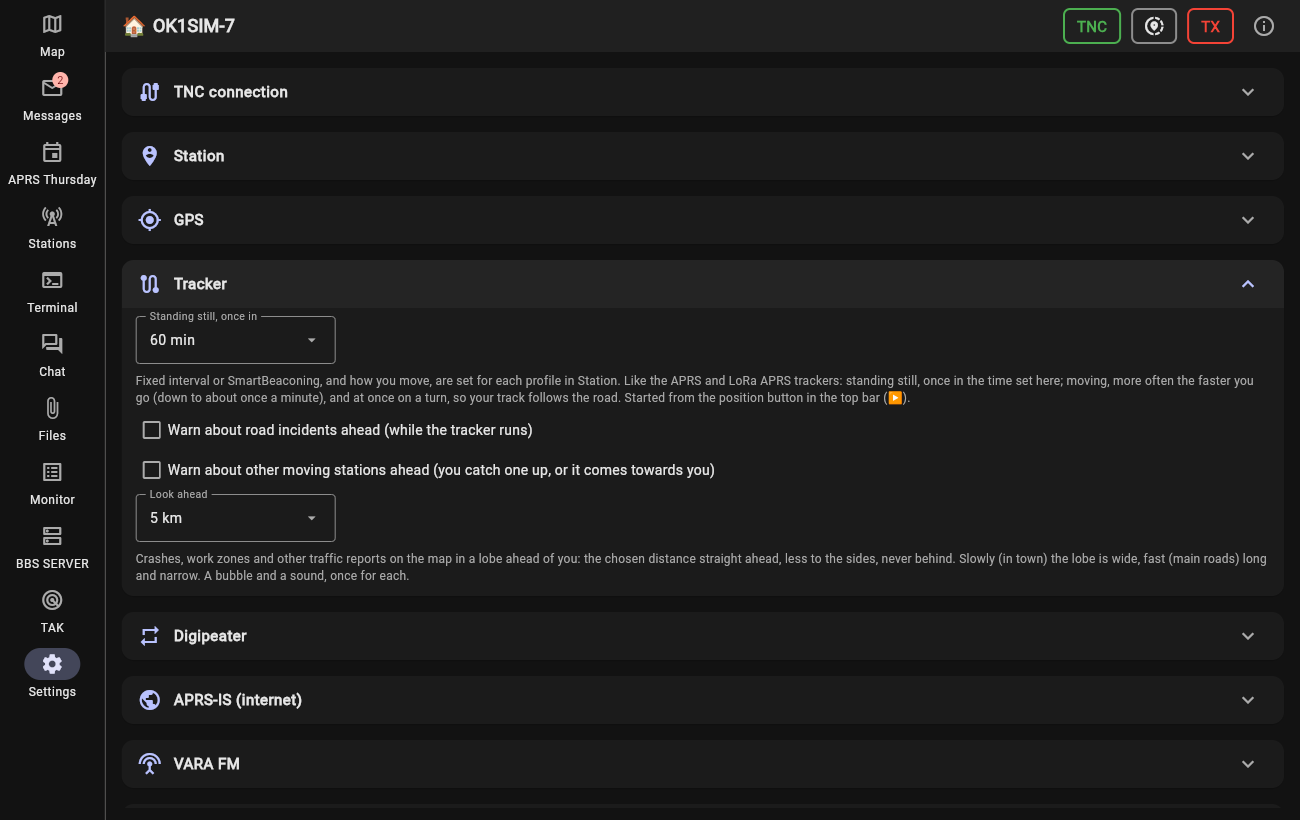 Map
2
Messages
APRS Thursday
Stations
Terminal
Chat
Files
Monitor
BBS SERVER
TAK
Settings
OK1SIM-7
TNC
TX
TNC connection
Station
GPS
Tracker
Standing still, once in
60 min
Fixed interval or SmartBeaconing, and how you move, are set for each profile in Station. Like the APRS and LoRa APRS trackers: standing still, once in the time set here; moving, more often the faster you
go (down to about once a minute), and at once on a turn, so your track follows the road. Started from the position button in the top bar (▶️).
Warn about road incidents ahead (while the tracker runs)
Warn about other moving stations ahead (you catch one up, or it comes towards you)
Look ahead
5 km
Crashes, work zones and other traffic reports on the map in a lobe ahead of you: the chosen distance straight ahead, less to the sides, never behind. Slowly (in town) the lobe is wide, fast (main roads) long
and narrow. A bubble and a sound, once for each.
Digipeater
APRS-IS (internet)
VARA FM